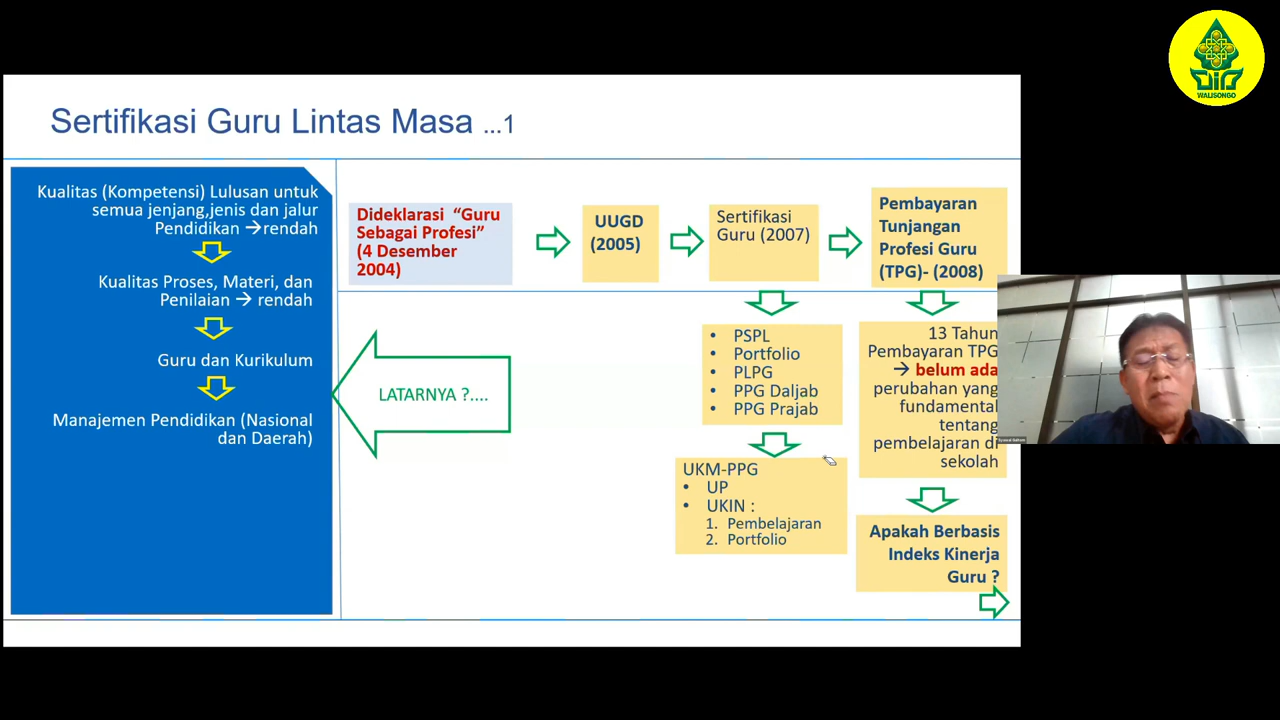 WALISONGO
Sertifikasi Guru Lintas Masa ...1
Kualitas (Kompetensi) Lulusan untuk
semua jenjang,jenis dan jalur
Pendidikan →rendah
Kualitas Proses, Materi, dan
Penilaian → rendah
Guru dan Kurikulum
Manajemen Pendidikan (Nasional
dan Daerah)
Dideklarasi “Guru
Sebagai Profesi”
(4 Desember
2004)
UUGD
(2005)
Sertifikasi
Guru (2007)
Pembayaran
Tunjangan
Profesi Guru
(TPG)- (2008)
LATARNYA ?....
• PSPL
• Portfolio
• PLPG
• PPG Daljab
• PPG Prajab
UKM-PPG
• UP
• UKIN :
1. Pembelajaran
2. Portfolio
13 Tahun
Pembayaran TPG
→ belum ada
perubahan yang
fundamental
tentang
pembelajaran di
sekolah
Apakah Berbasis
Indeks Kinerja
Guru ?